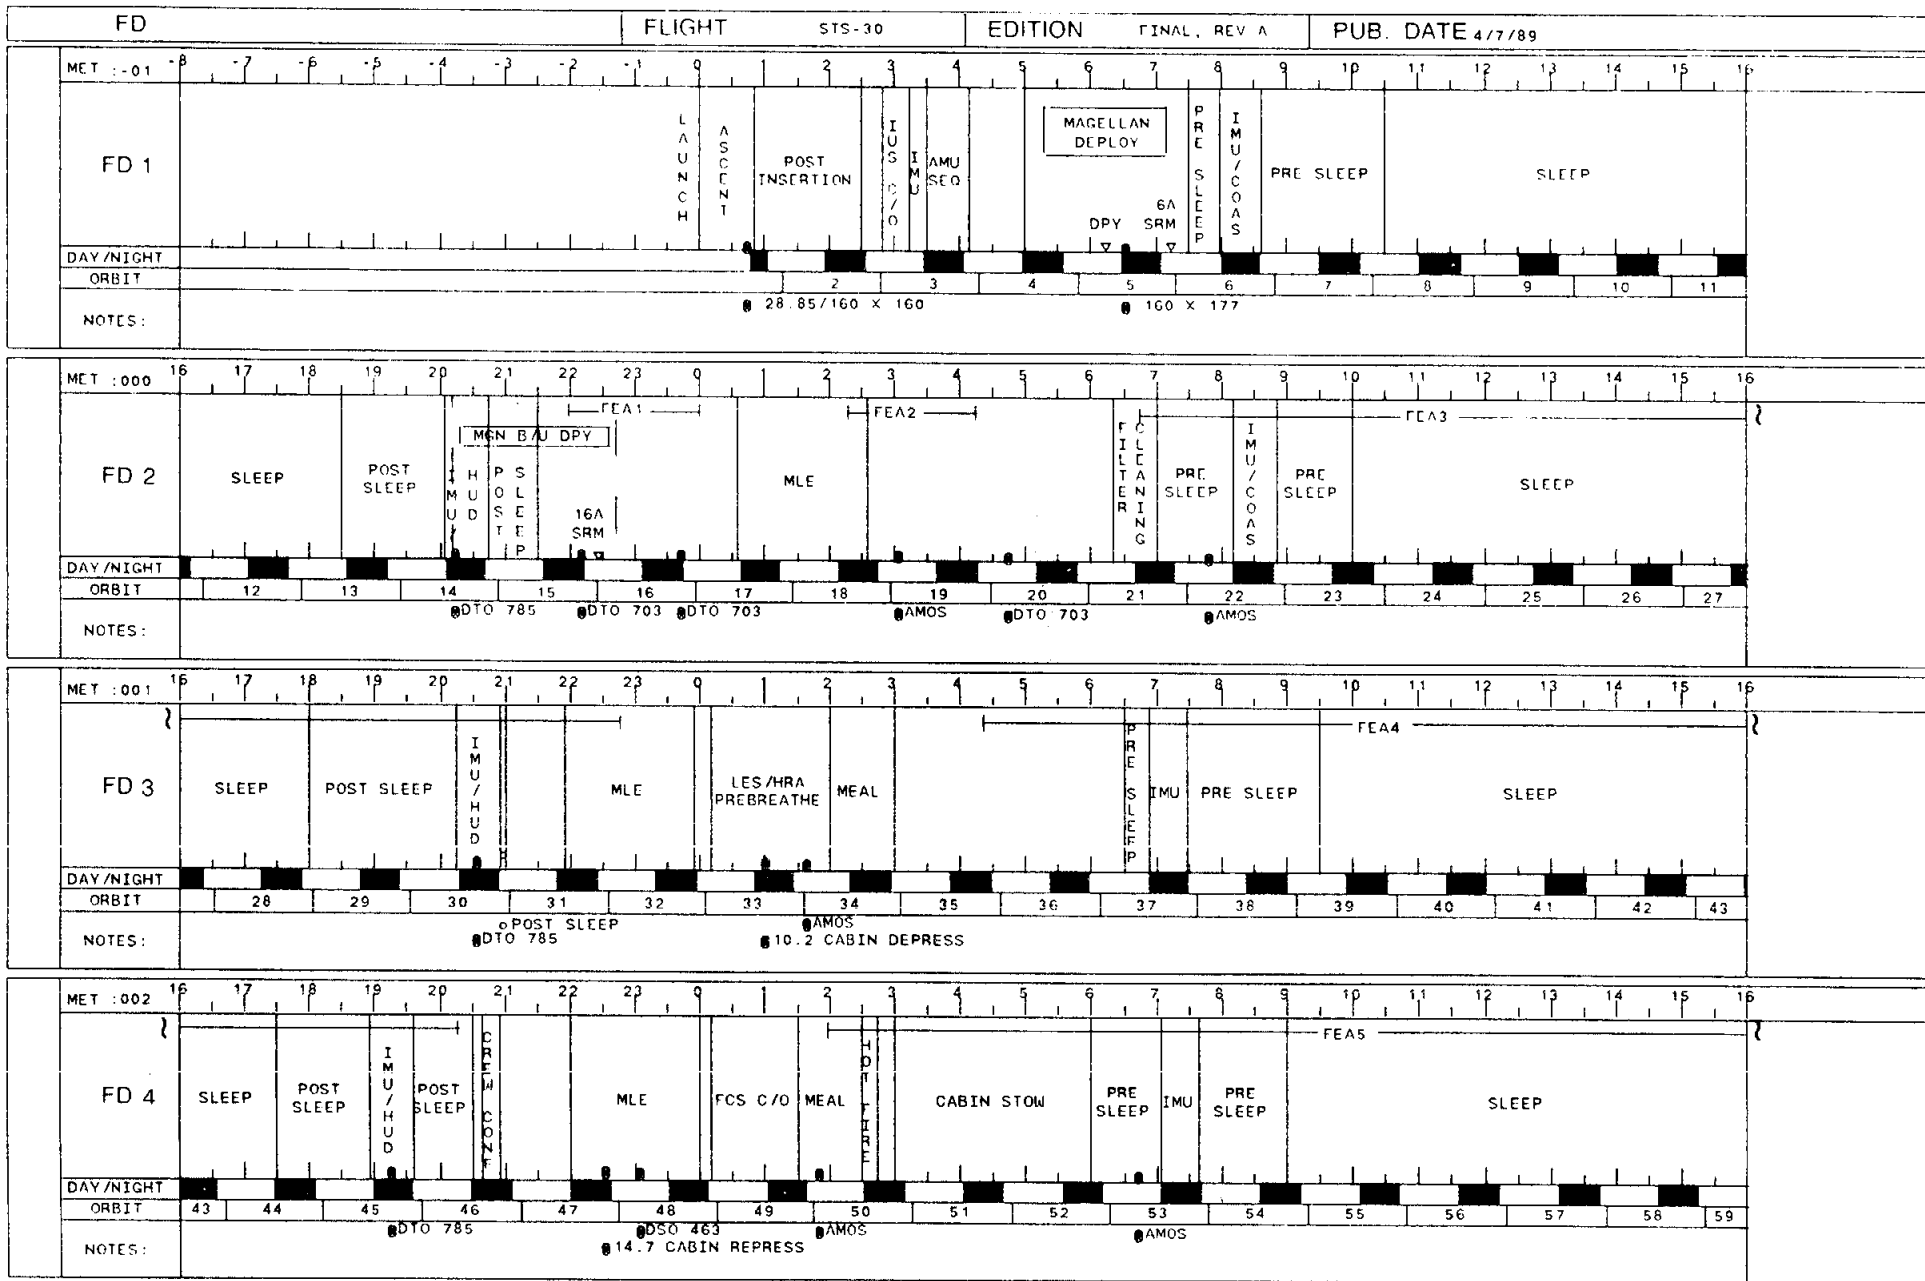 FD FLIGHT STS-30 EDITION FINAL, REV A PUB. DATE 4/7/89
MET :-01 -8 -7 -6 -5 -4 -3 -2 -1 0 1 2 3 4 5 6 7 8 9 10 11 12 13 14 15 16
FD 1
LAUNCH
ASCENT
POST
INSERTION
IUS C/O
IMU
AMU
SEQ
MAGELLAN
DEPLOY
DPY
6A
SRM
PRE SLEEP
IMU/COAS
PRE SLEEP
SLEEP
DAY/NIGHT
ORBIT 2 3 4 5 6 7 8 9 10 11
28.85/160 X 160 160 X 177
NOTES:
MET :000 16 17 18 19 20 21 22 23 0 1 2 3 4 5 6 7 8 9 10 11 12 13 14 15 16
FEA1 FEA2 FEA3
FD 2
SLEEP
POST
SLEEP
MGN B/U DPY
IMU/
HUD
POST
SLEEP
16A
SRM
MLE
FILTER
CLEANING
PRE
SLEEP
IMU/COAS
PRE
SLEEP
SLEEP
DAY/NIGHT
ORBIT 12 13 14 15 16 17 18 19 20 21 22 23 24 25 26 27
DTO 785 DTO 703 DTO 703 AMOS DTO 703 AMOS
NOTES:
MET :001 16 17 18 19 20 21 22 23 0 1 2 3 4 5 6 7 8 9 10 11 12 13 14 15 16
FEA4
FD 3
SLEEP
POST SLEEP
IMU/HUD
MLE
LES/HRA
PREBREATHE
MEAL
PRE SLEEP
IMU
PRE SLEEP
SLEEP
DAY/NIGHT
ORBIT 28 29 30 31 32 33 34 35 36 37 38 39 40 41 42 43
POST SLEEP AMOS
NOTES: DTO 785 10.2 CABIN DEPRESS
MET :002 16 17 18 19 20 21 22 23 0 1 2 3 4 5 6 7 8 9 10 11 12 13 14 15 16
FEA5
FD 4
SLEEP
POST
SLEEP
IMU/HUD
POST
SLEEP
CREW CONF
MLE
FCS C/O
MEAL
HOT FIRE
CABIN STOW
PRE
SLEEP
IMU
PRE
SLEEP
SLEEP
DAY/NIGHT
ORBIT 43 44 45 46 47 48 49 50 51 52 53 54 55 56 57 58 59
DTO 785 DSO 463 AMOS AMOS
NOTES: 14.7 CABIN REPRESS